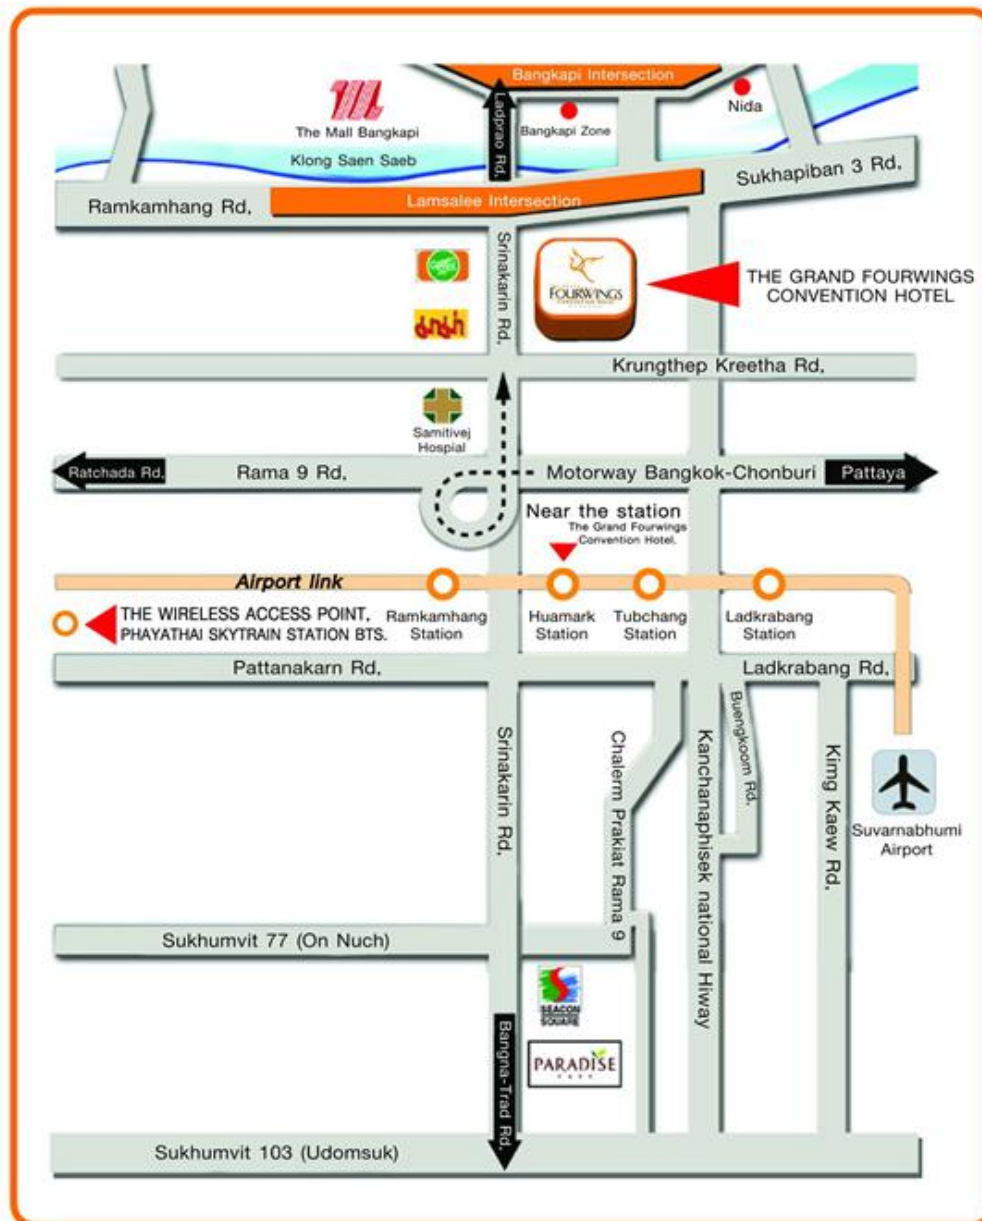 Bangkapi Intersection
Ladprao Rd.
Nida
The Mall Bangkapi
Bangkapi Zone
Klong Saen Saeb
Sukhapiban 3 Rd.
Ramkamhang Rd.
Lamsalee Intersection
Srinakarin Rd.
FOURWINGS
THE GRAND FOURWINGS
CONVENTION HOTEL
Krungthep Kreetha Rd.
Samitivej
Hospial
Ratchada Rd.
Rama 9 Rd.
Motorway Bangkok-Chonburi
Pattaya
Near the station
The Grand Fourwings
Convention Hotel.
Airport link
THE WIRELESS ACCESS POINT,
PHAYATHAI SKYTRAIN STATION BTS.
Ramkamhang
Station
Huamark
Station
Tubchang
Station
Ladkrabang
Station
Pattanakarn Rd.
Ladkrabang Rd.
Srinakarin Rd.
Chalerm Prakiat Rama 9
Kanchanaphisek national Hiway
Buengkoom Rd.
Kimg Kaew Rd.
Suvarnabhumi
Airport
Sukhumvit 77 (On Nuch)
SEACON
SQUARE
Bangna-Trad Rd.
PARADISE
PARK
Sukhumvit 103 (Udomsuk)